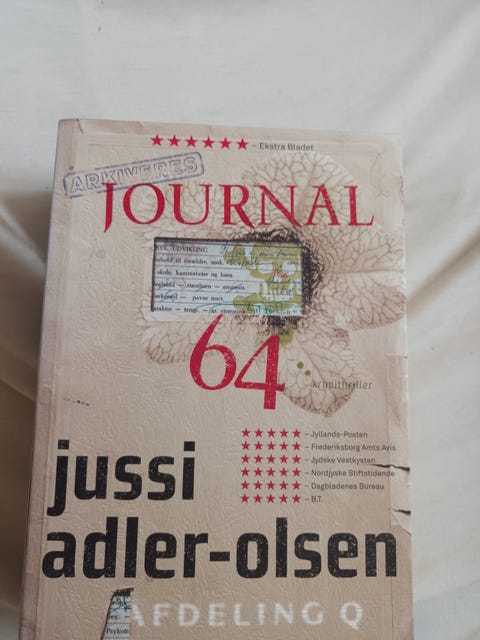 ★★★★★★ – Ekstra Bladet
ARKIVERES
JOURNAL
64
krimithriller
★★★★★ – Jyllands-Posten
★★★★★ – Frederiksborg Amts Avis
★★★★★ – Jydske Vestkysten
★★★★★ – Nordjyske Stiftstidende
★★★★★ – Dagbladenes Bureau
★★★★★ – B.T.
jussi
adler-olsen
AFDELING Q